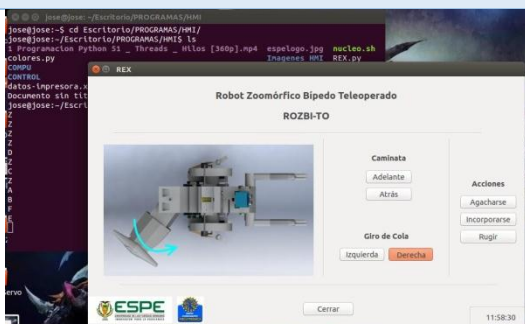 jose@jose: ~/Escritorio/PROGRAMAS/HMI
jose@jose:~$ cd Escritorio/PROGRAMAS/HMI/
jose@jose:~/Escritorio/PROGRAMAS/HMI$ ls
1 Programacion Python 51 _ Threads _ Hilos [360p].mp4 espelogo.jpg nucleo.sh
colores.py Imagenes HMI REX.py
COMPU
CONTROL
datos-impresora.x
Documento sin tit
jose@jose:~/Escri
Z
Z
Z
Z
D
Z
C
Z
A
B
F
E
REX
Robot Zoomórfico Bípedo Teleoperado
ROZBI-TO
Caminata
Adelante
Atrás
Giro de Cola
Izquierda
Derecha
Acciones
Agacharse
Incorporarse
Rugir
ESPE
Cerrar
11:58:30
ervo